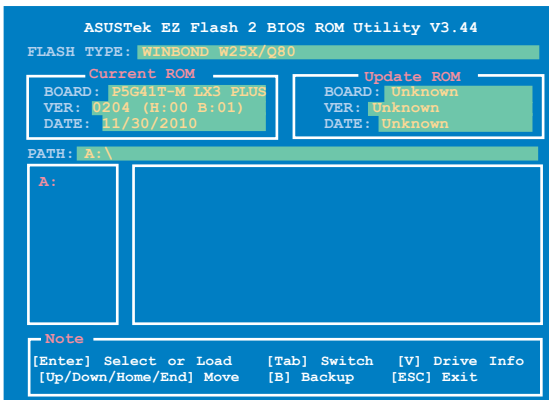 ASUSTek EZ Flash 2 BIOS ROM Utility V3.44
FLASH TYPE: WINBOND W25X/Q80
Current ROM
BOARD: P5G41T-M LX3 PLUS
VER: 0204 (H:00 B:01)
DATE: 11/30/2010
Update ROM
BOARD: Unknown
VER: Unknown
DATE: Unknown
PATH: A:\
A:
Note
[Enter] Select or Load [Tab] Switch [V] Drive Info
[Up/Down/Home/End] Move [B] Backup [ESC] Exit